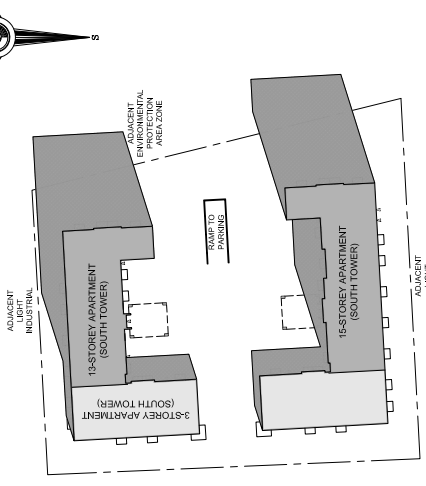 S
ADJACENT
ENVIRONMENTAL
PROTECTION
AREA ZONE
RAMP TO
PARKING
ADJACENT
LIGHT
INDUSTRIAL
13-STOREY APARTMENT
(SOUTH TOWER)
15-STOREY APARTMENT
(SOUTH TOWER)
3-STOREY APARTMENT
(SOUTH TOWER)
ADJACENT